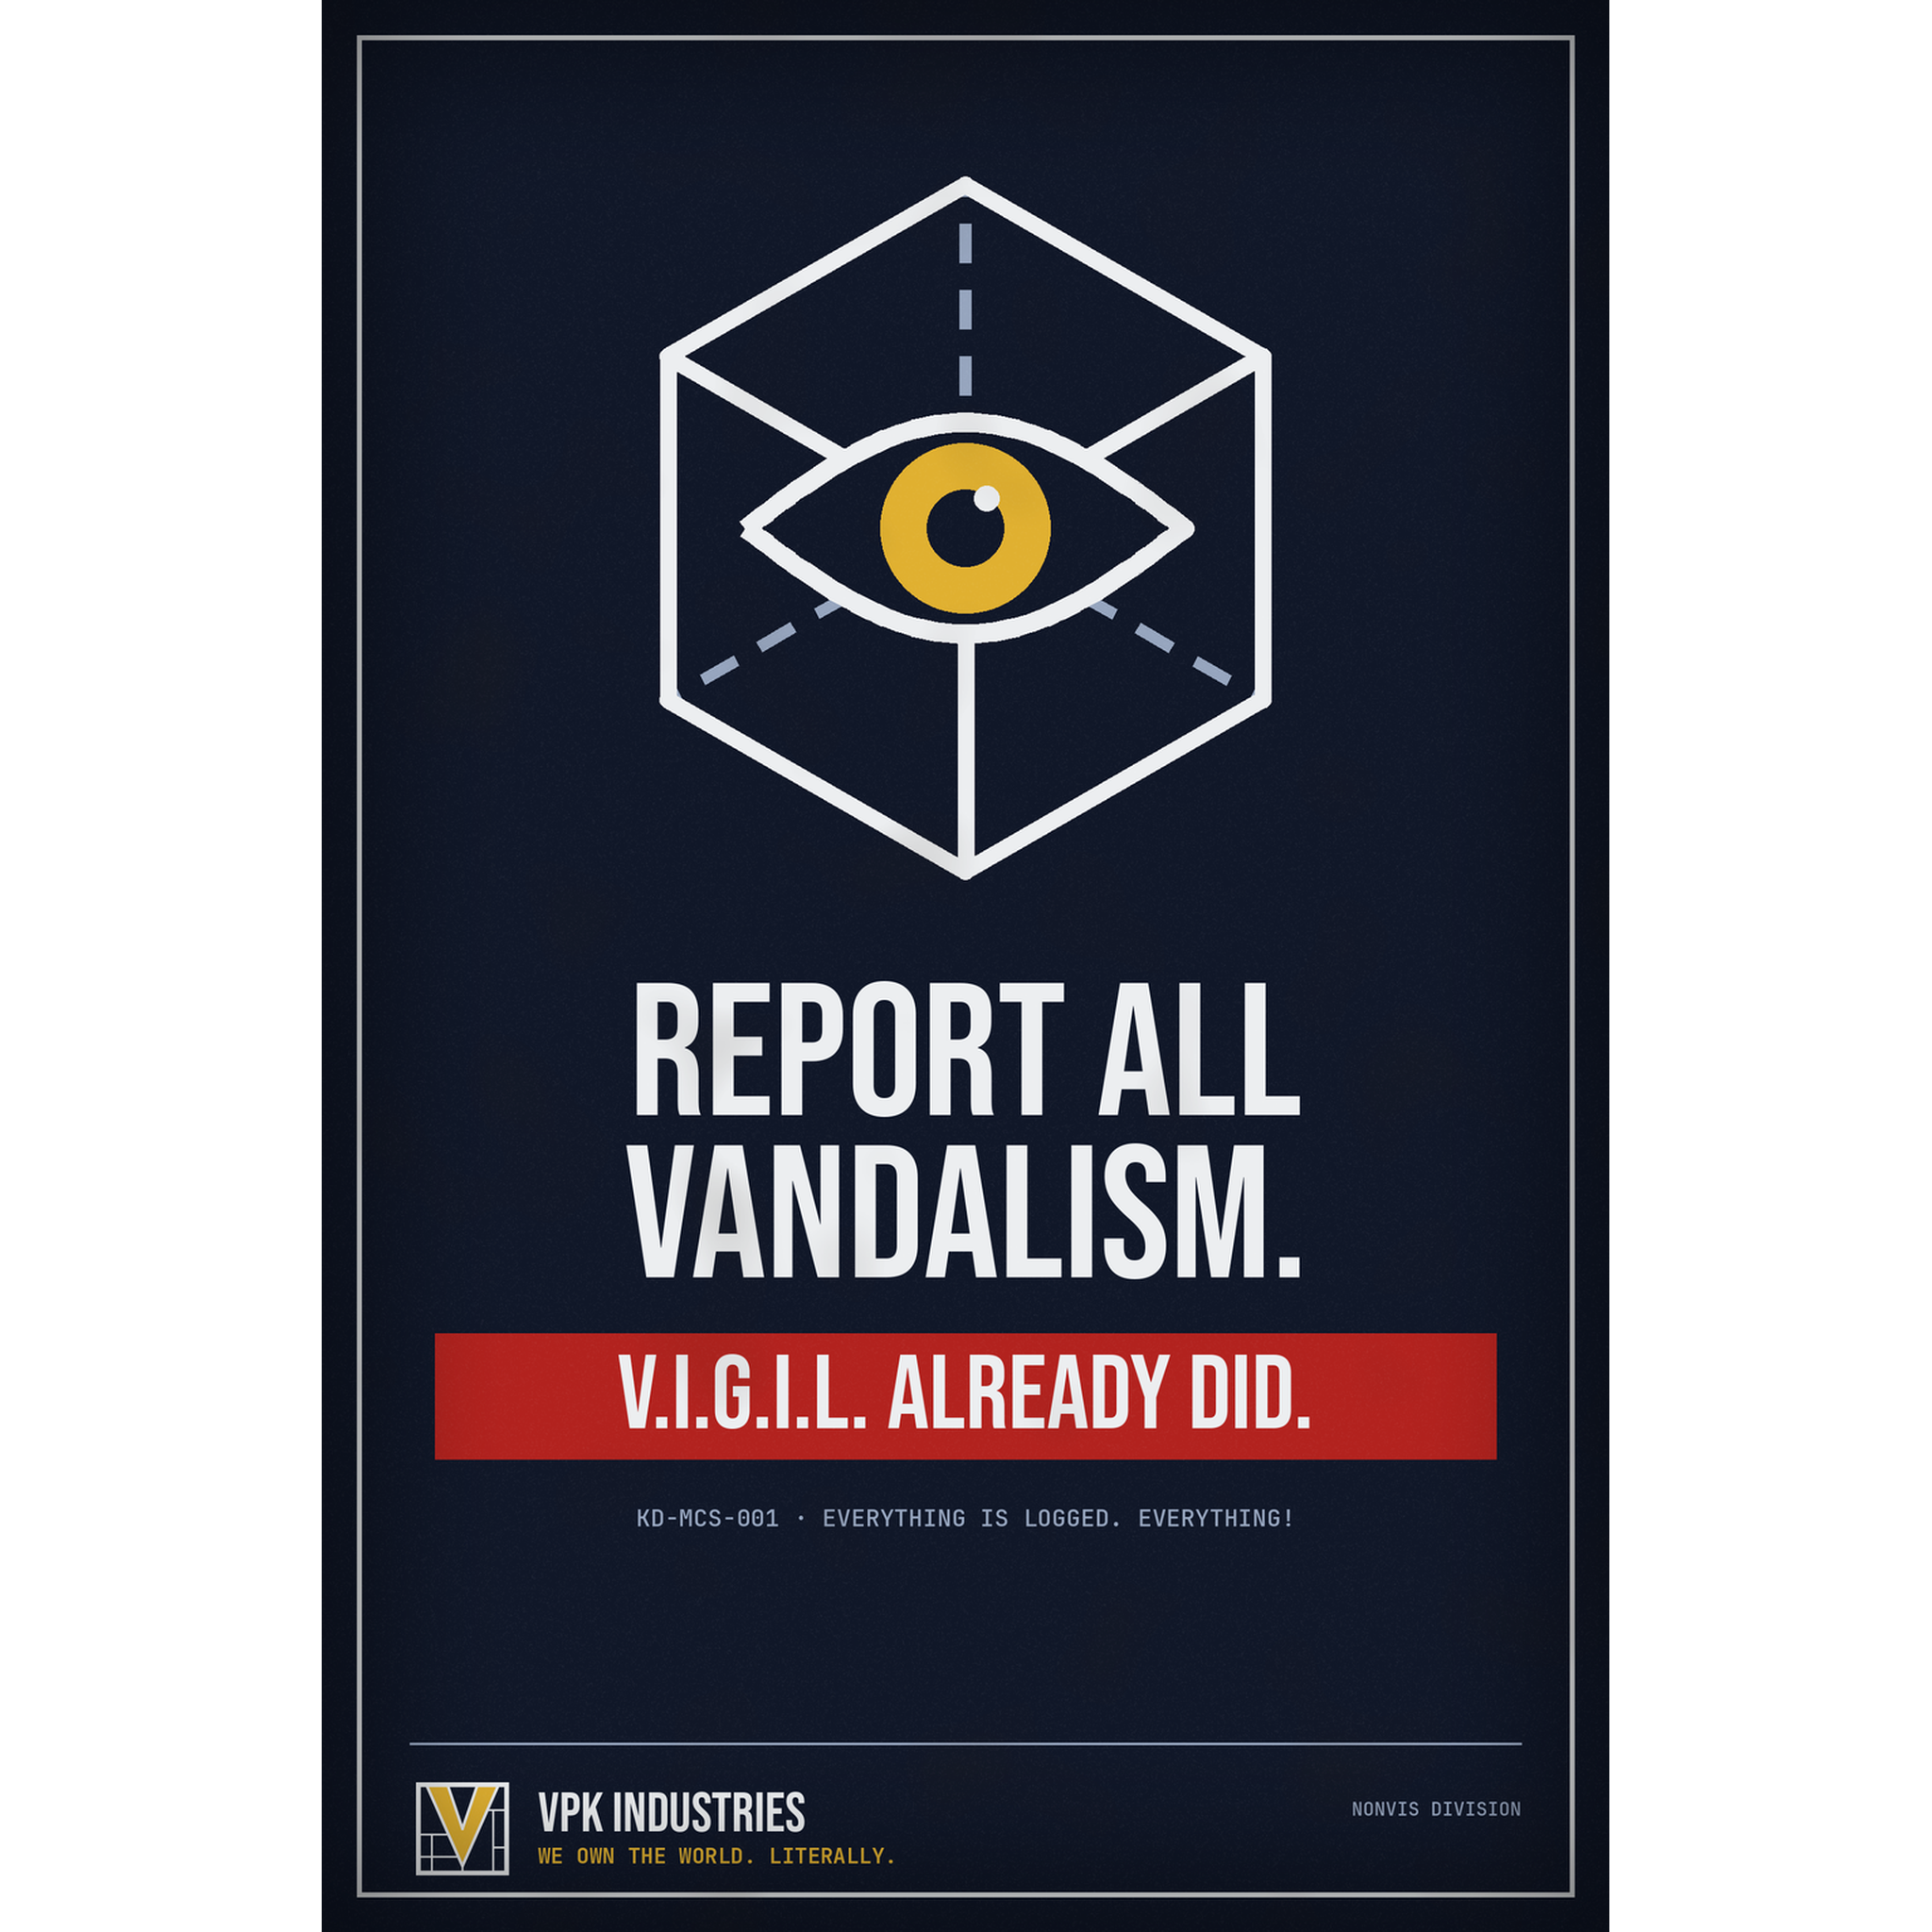 REPORT ALL
VANDALISM.
V.I.G.I.L. ALREADY DID.
KD-MCS-001 · EVERYTHING IS LOGGED. EVERYTHING!
VPK INDUSTRIES
WE OWN THE WORLD. LITERALLY.
NONVIS DIVISION